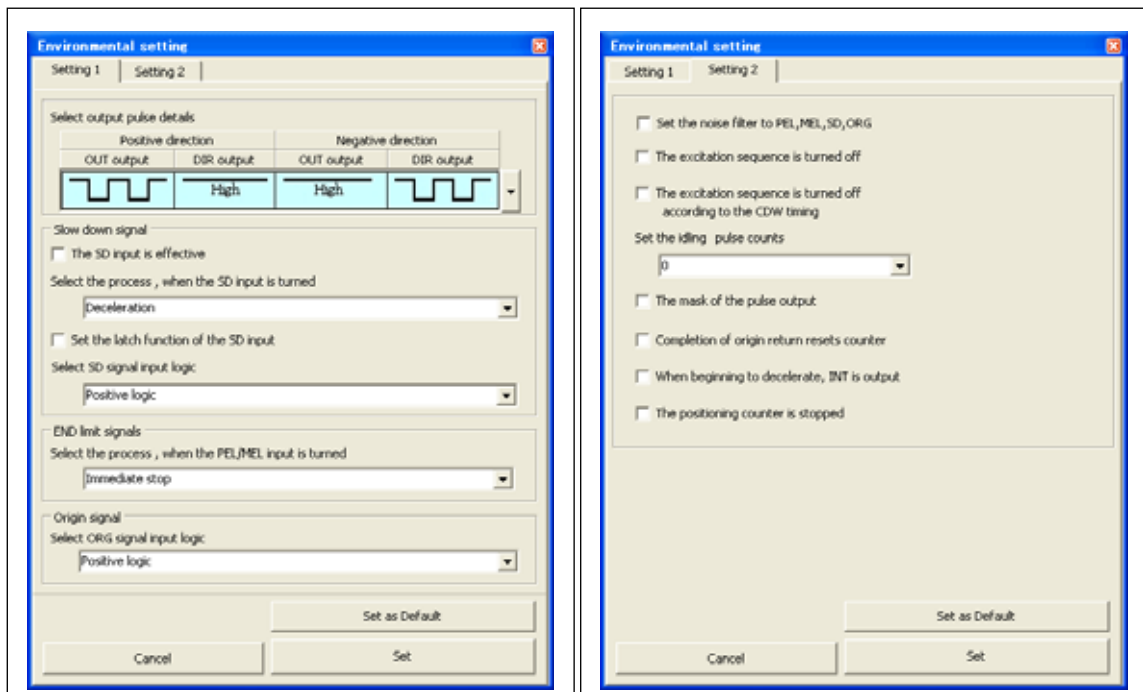 Environmental setting
Setting 1
Setting 2
Select output pulse details
Positive direction
Negative direction
OUT output
DIR output
OUT output
DIR output
High
High
Slow down signal
The SD input is effective
Select the process , when the SD input is turned
Deceleration
Set the latch function of the SD input
Select SD signal input logic
Positive logic
END limit signals
Select the process , when the PEL/MEL input is turned
Immediate stop
Origin signal
Select ORG signal input logic
Positive logic
Set as Default
Cancel
Set
Environmental setting
Setting 1
Setting 2
Set the noise filter to PEL,MEL,SD,ORG
The excitation sequence is turned off
The excitation sequence is turned off
according to the CDW timing
Set the idling pulse counts
0
The mask of the pulse output
Completion of origin return resets counter
When beginning to decelerate, INT is output
The positioning counter is stopped
Set as Default
Cancel
Set